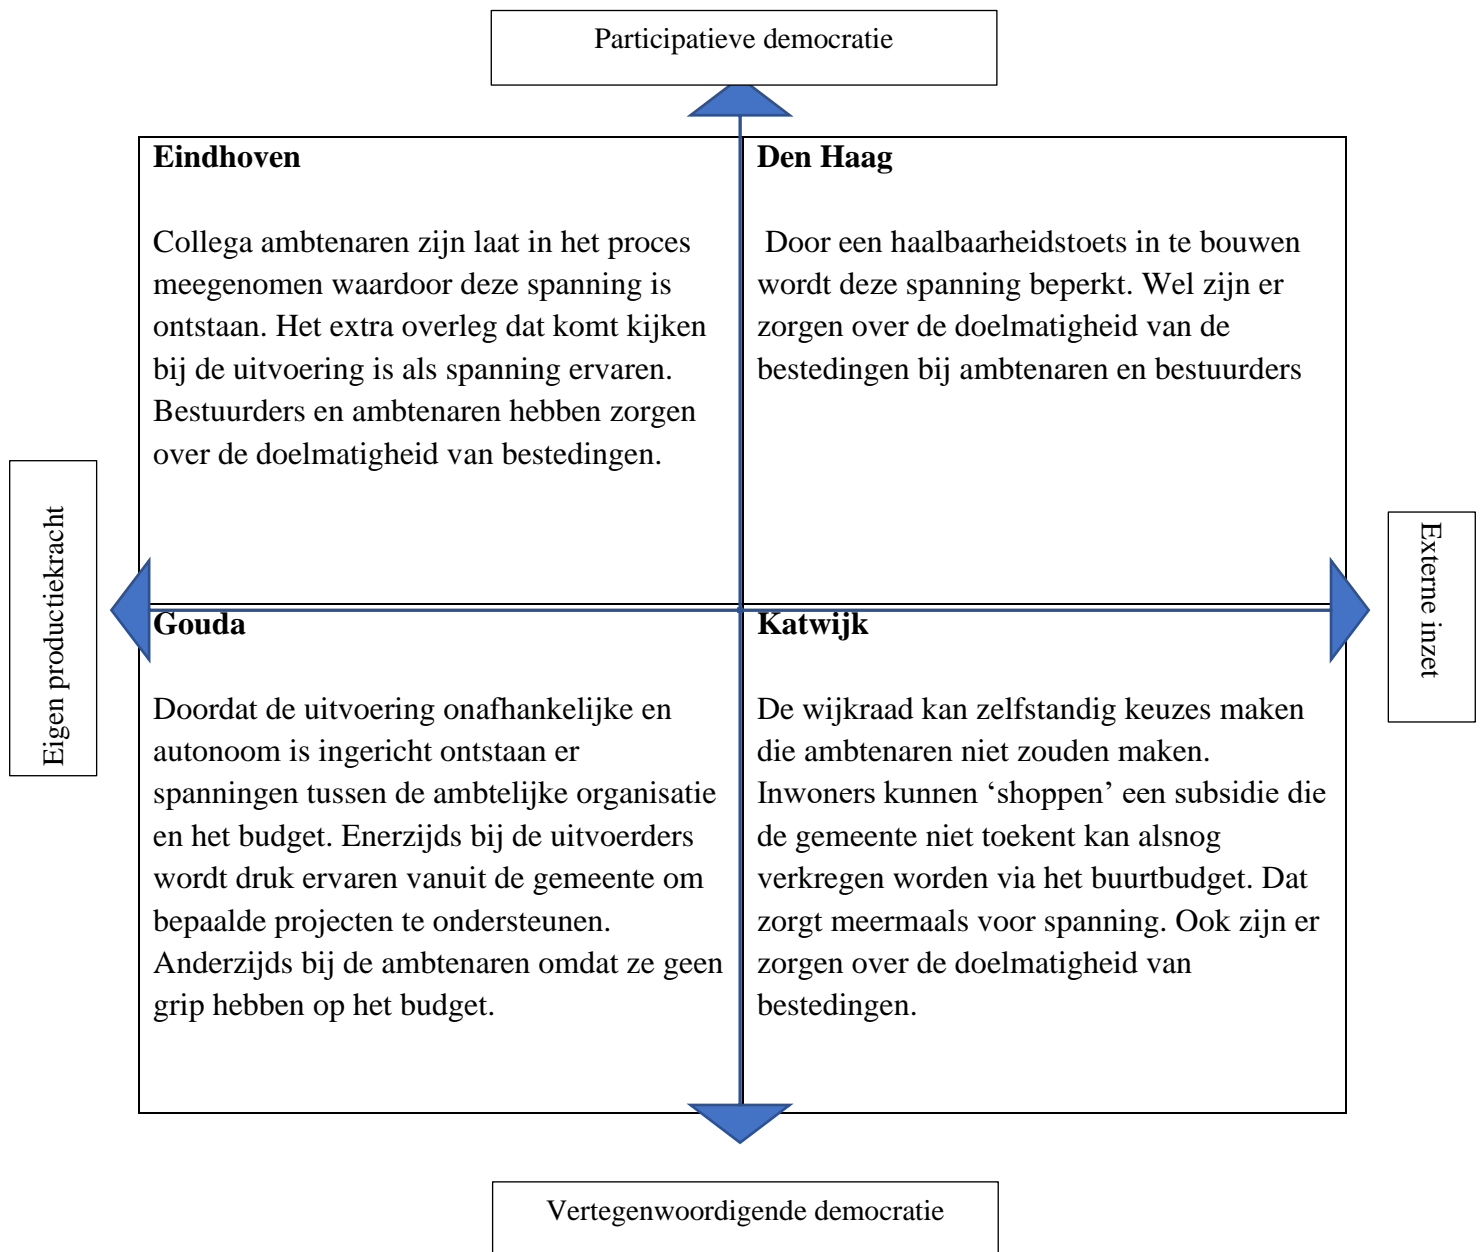 Participatieve democratie
Eindhoven
Collega ambtenaren zijn laat in het proces
meegenomen waardoor deze spanning is
ontstaan. Het extra overleg dat komt kijken
bij de uitvoering is als spanning ervaren.
Bestuurders en ambtenaren hebben zorgen
over de doelmatigheid van bestedingen.
Den Haag
Door een haalbaarheidstoets in te bouwen
wordt deze spanning beperkt. Wel zijn er
zorgen over de doelmatigheid van de
bestedingen bij ambtenaren en bestuurders
Eigen productiekracht
Externe inzet
Gouda
Doordat de uitvoering onafhankelijke en
autonoom is ingericht ontstaan er
spanningen tussen de ambtelijke organisatie
en het budget. Enerzijds bij de uitvoerders
wordt druk ervaren vanuit de gemeente om
bepaalde projecten te ondersteunen.
Anderzijds bij de ambtenaren omdat ze geen
grip hebben op het budget.
Katwijk
De wijkraad kan zelfstandig keuzes maken
die ambtenaren niet zouden maken.
Inwoners kunnen ‘shoppen’ een subsidie die
de gemeente niet toekent kan alsnog
verkregen worden via het buurtbudget. Dat
zorgt meermaals voor spanning. Ook zijn er
zorgen over de doelmatigheid van
bestedingen.
Vertegenwoordigende democratie